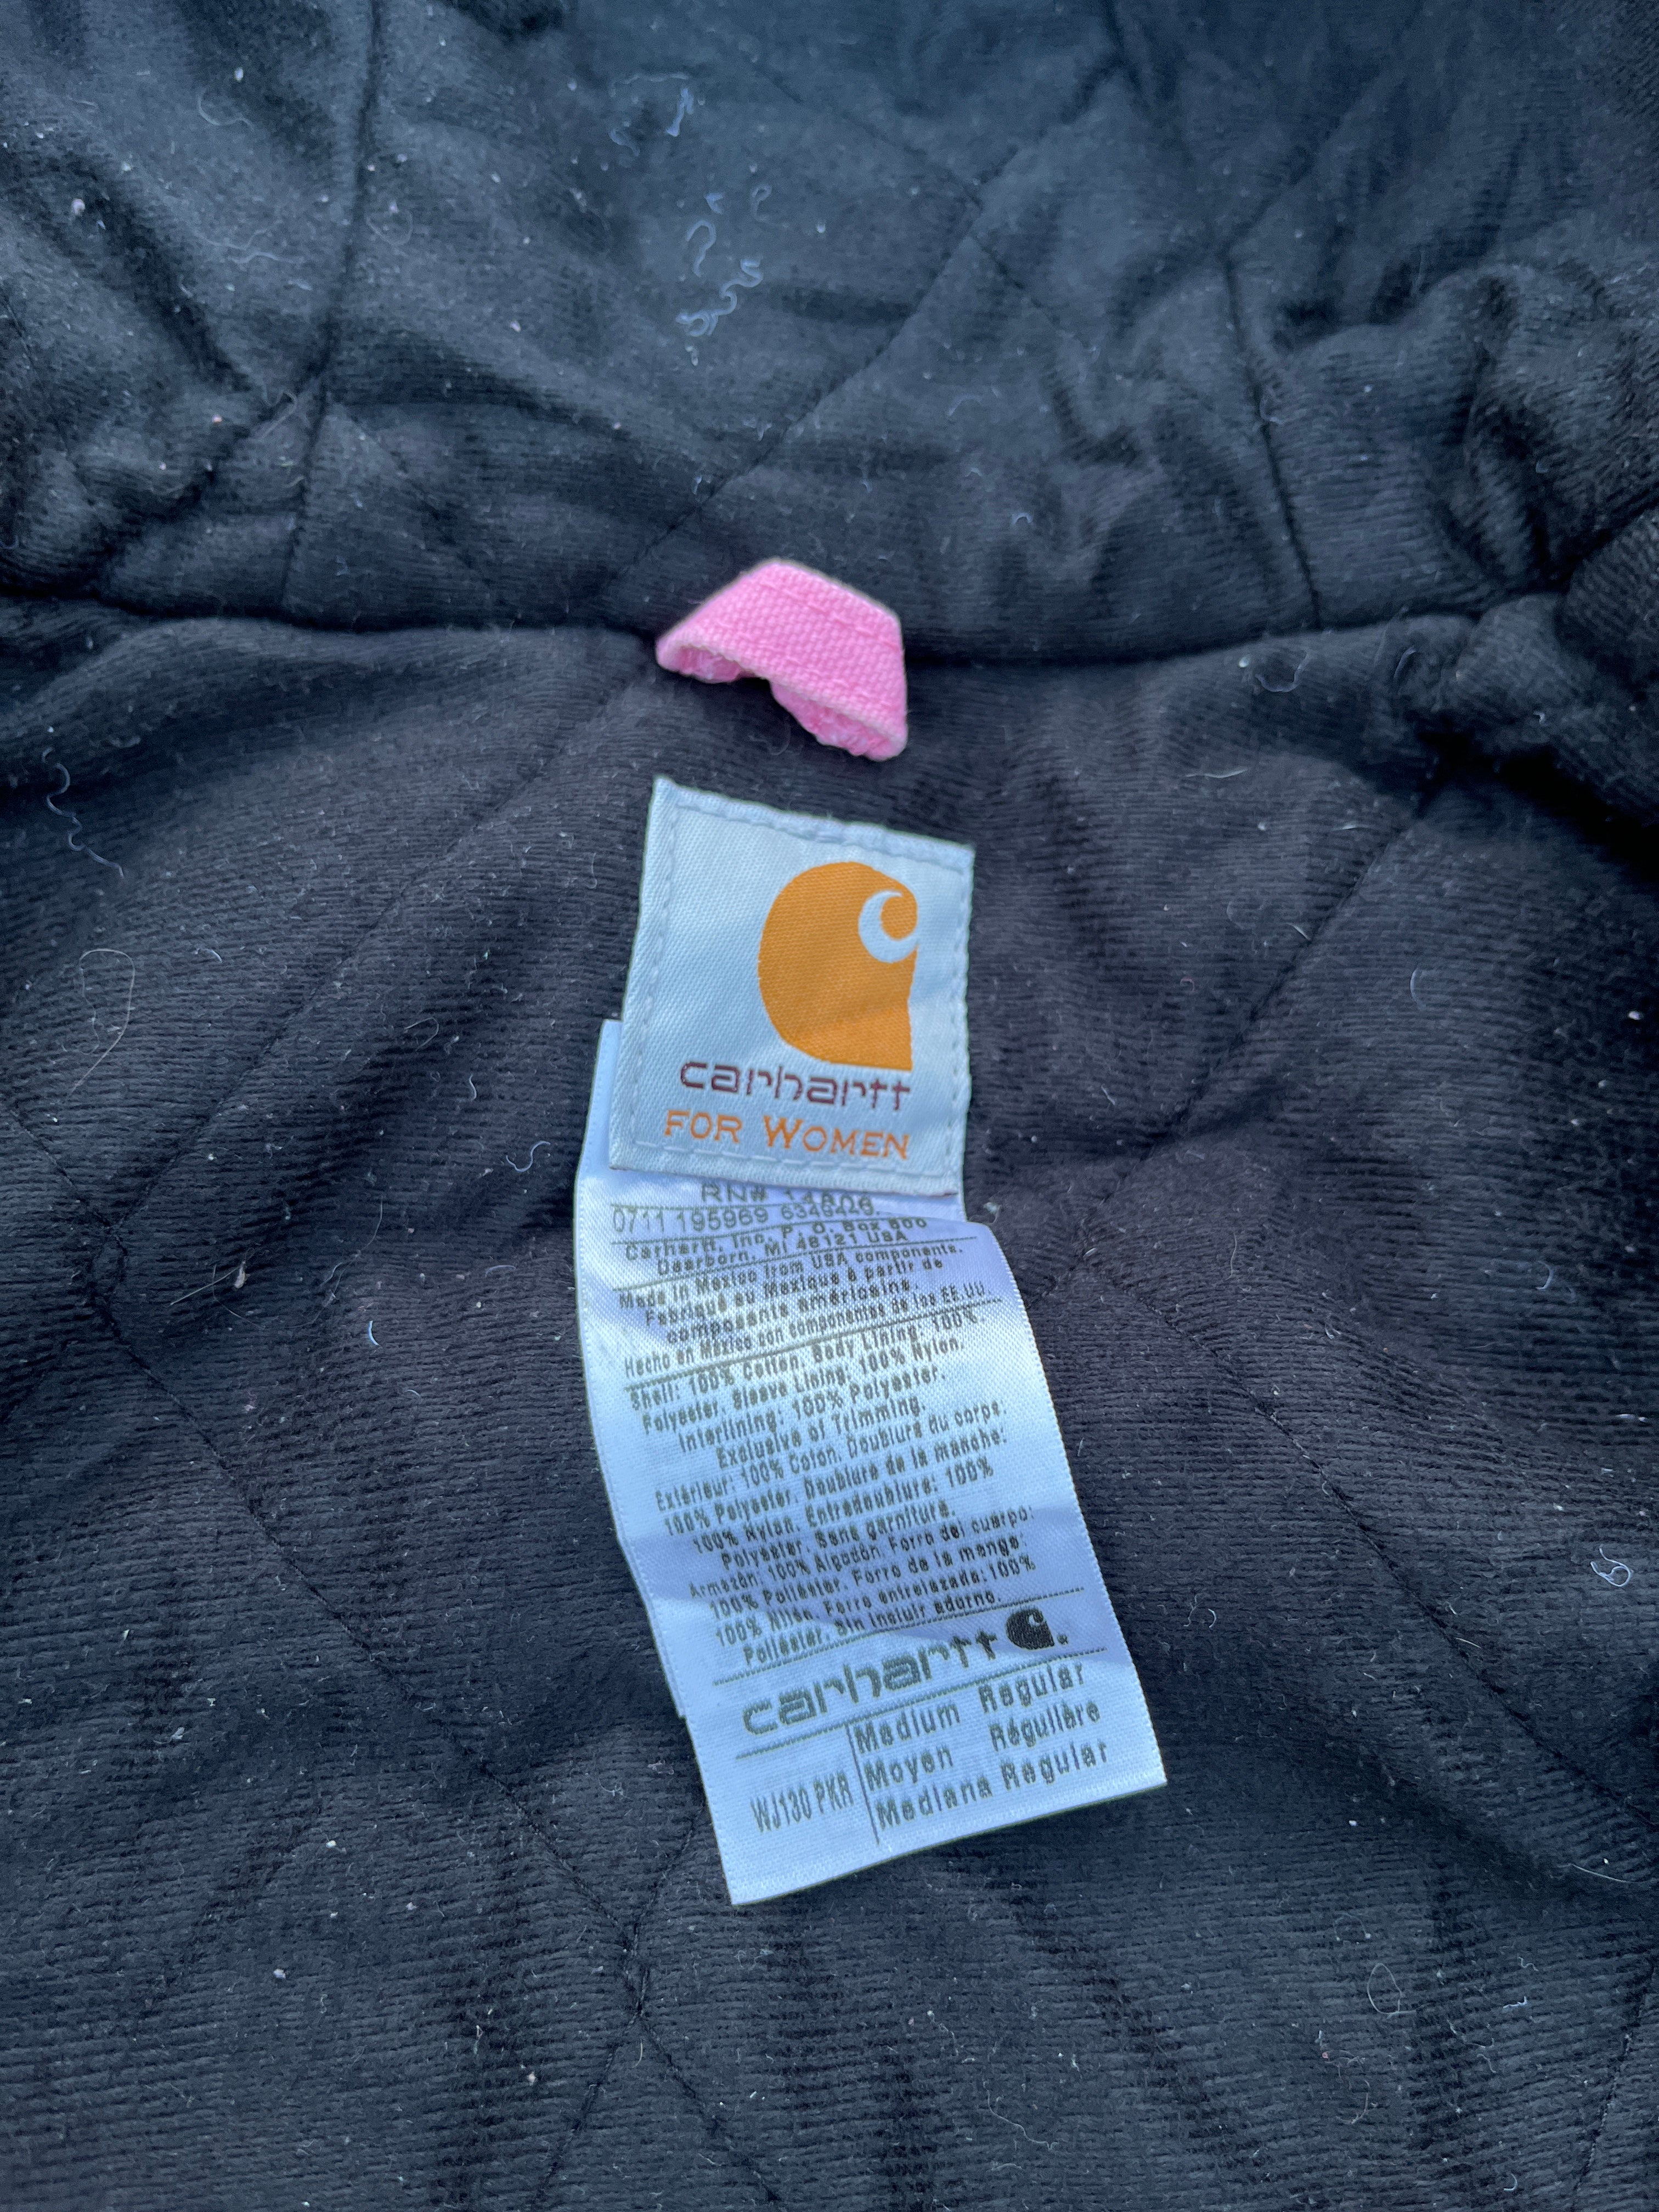 carhartt
FOR WOMEN
RN# 14806
0711 195969
Carhartt, Inc. P. O. Box 600
Dearborn, MI 48121 USA
Made in Mexico from USA components.
Fabriqué au Mexique à partir de
composants américains.
Hecho en México con componentes de los EE.UU.
Shell: 100% Cotton. Body Lining: 100%
Polyester. Sleeve Lining: 100% Nylon.
Interlining: 100% Polyester.
Exclusive of Trimming.
Extérieur: 100% Coton. Doublure du corps:
100% Polyester. Doublure de la manche:
100% Nylon. Entredoublure: 100%
Polyester. Sans garniture.
Armazón: 100% Algodón. Forro del cuerpo:
100% Poliéster. Forro de la manga:
100% Nilón. Forro entrelazada: 100%
Poliéster. Sin incluir adorno.
carhartt
Medium Regular
Moyen Régulière
WJ130 PKR Mediana Regular